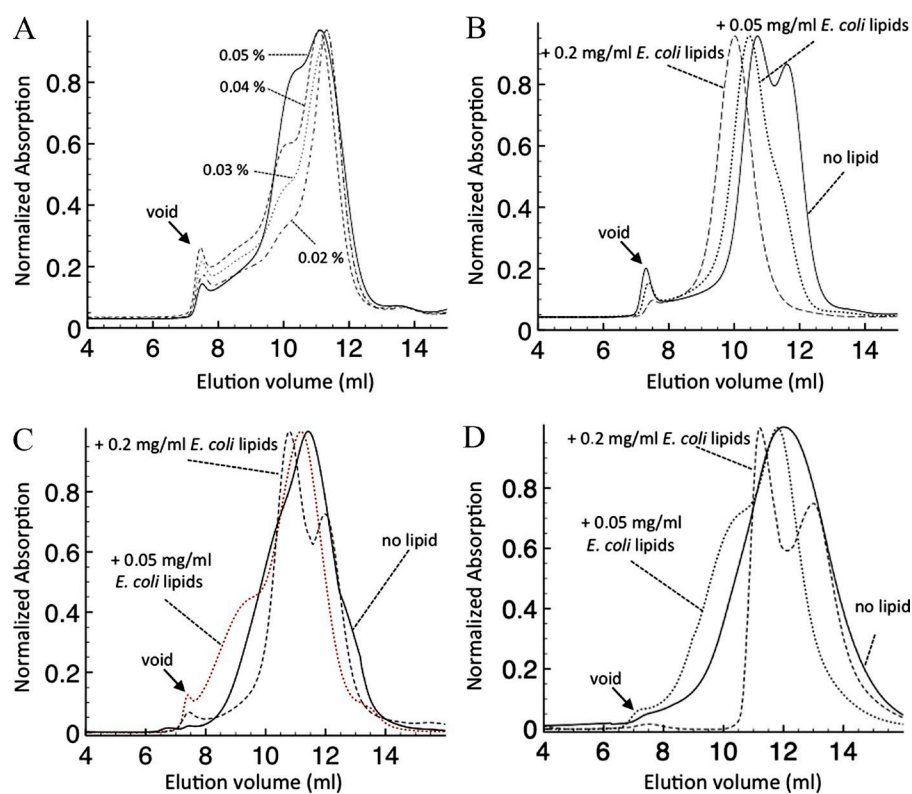 A
Normalized Absorption
0.8
0.6
0.4
0.2
0
0.05 %
0.04 %
0.03 %
0.02 %
void
4 6 8 10 12 14
Elution volume (ml)
B
Normalized Absorption
0.8
0.6
0.4
0.2
0
+ 0.05 mg/ml E. coli lipids
+ 0.2 mg/ml E. coli lipids
no lipid
void
4 6 8 10 12 14
Elution volume (ml)
C
Normalized Absorption
0.8
0.6
0.4
0.2
0
+ 0.2 mg/ml E. coli lipids
no lipid
+ 0.05 mg/ml
E. coli lipids
void
4 6 8 10 12 14
Elution volume (ml)
D
Normalized Absorption
0.8
0.6
0.4
0.2
0
+ 0.2 mg/ml E. coli lipids
+ 0.05 mg/ml
E. coli lipids
no lipid
void
4 6 8 10 12 14
Elution volume (ml)